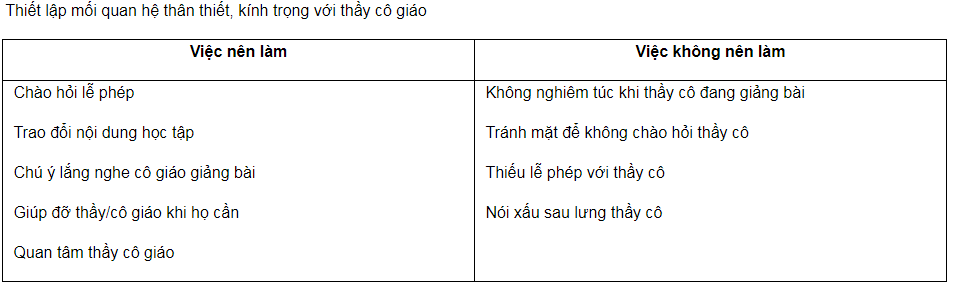 Thiết lập mối quan hệ thân thiết, kính trọng với thầy cô giáo
Việc nên làm
Việc không nên làm
Chào hỏi lễ phép
Không nghiêm túc khi thầy cô đang giảng bài
Trao đổi nội dung học tập
Tránh mặt để không chào hỏi thầy cô
Chú ý lắng nghe cô giáo giảng bài
Thiếu lễ phép với thầy cô
Giúp đỡ thầy/cô giáo khi họ cần
Nói xấu sau lưng thầy cô
Quan tâm thầy cô giáo